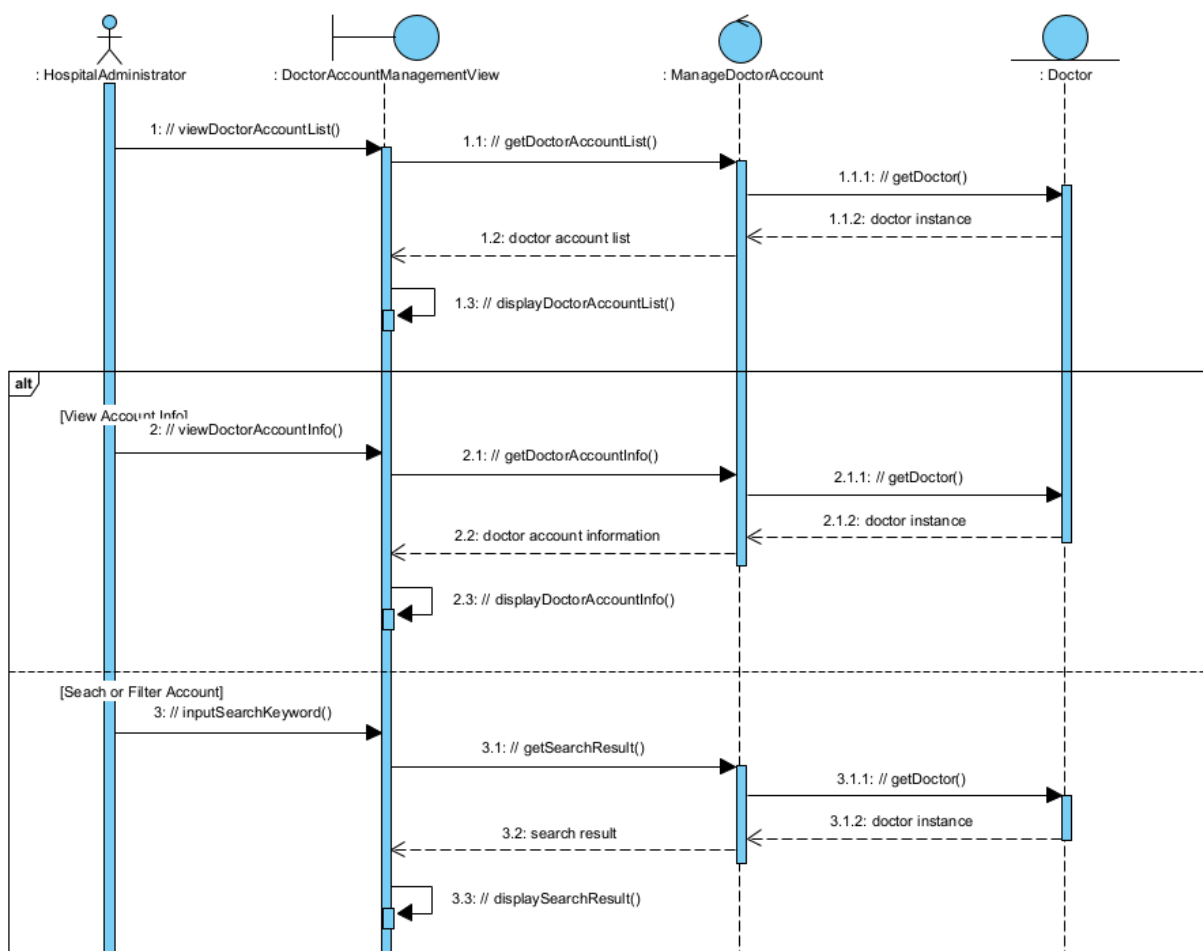 : HospitalAdministrator
: DoctorAccountManagementView
: ManageDoctorAccount
: Doctor
1: // viewDoctorAccountList()
1.1: // getDoctorAccountList()
1.1.1: // getDoctor()
1.1.2: doctor instance
1.2: doctor account list
1.3: // displayDoctorAccountList()
alt
[View Account Info]
2: // viewDoctorAccountInfo()
2.1: // getDoctorAccountInfo()
2.1.1: // getDoctor()
2.1.2: doctor instance
2.2: doctor account information
2.3: // displayDoctorAccountInfo()
[Seach or Filter Account]
3: // inputSearchKeyword()
3.1: // getSearchResult()
3.1.1: // getDoctor()
3.1.2: doctor instance
3.2: search result
3.3: // displaySearchResult()